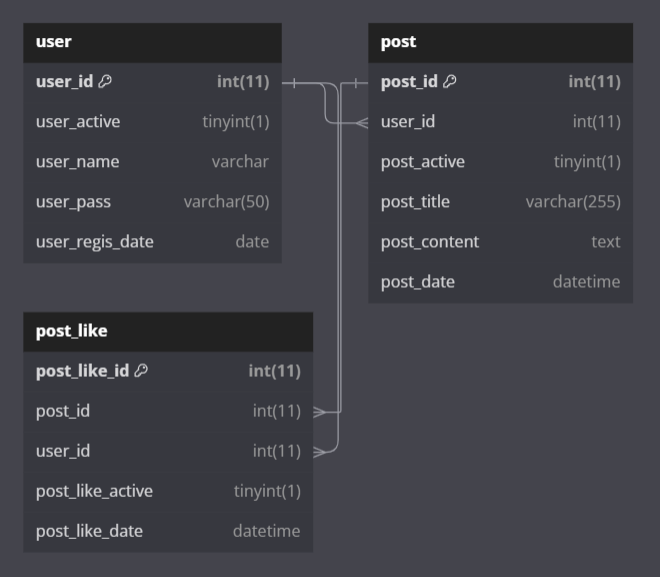 user
user_id int(11)
user_active tinyint(1)
user_name varchar
user_pass varchar(50)
user_regis_date date
post
post_id int(11)
user_id int(11)
post_active tinyint(1)
post_title varchar(255)
post_content text
post_date datetime
post_like
post_like_id int(11)
post_id int(11)
user_id int(11)
post_like_active tinyint(1)
post_like_date datetime